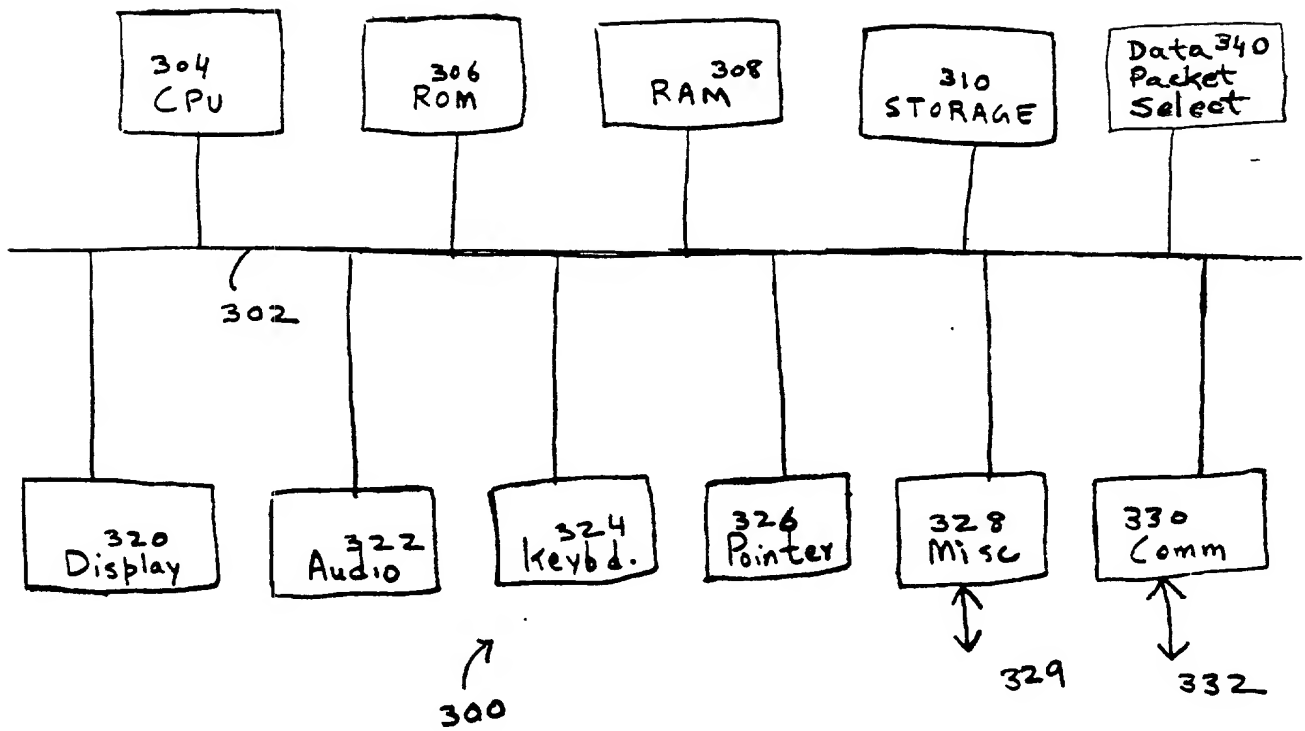 304
CPU
306
ROM
308
RAM
310
STORAGE
Data 340
Packet
Select
302
320
Display
322
Audio
324
Keybd.
326
Pointer
328
Misc
330
Comm
300
329
332